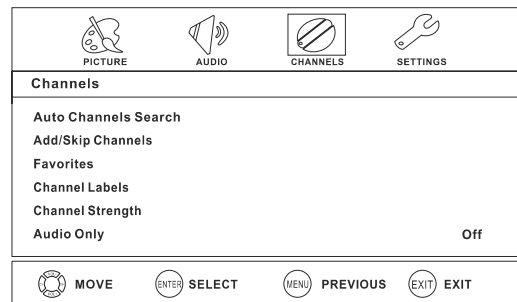 PICTURE AUDIO CHANNELS SETTINGS
Channels
Auto Channels Search
Add/Skip Channels
Favorites
Channel Labels
Channel Strength
Audio Only Off
MOVE ENTER SELECT MENU PREVIOUS EXIT EXIT